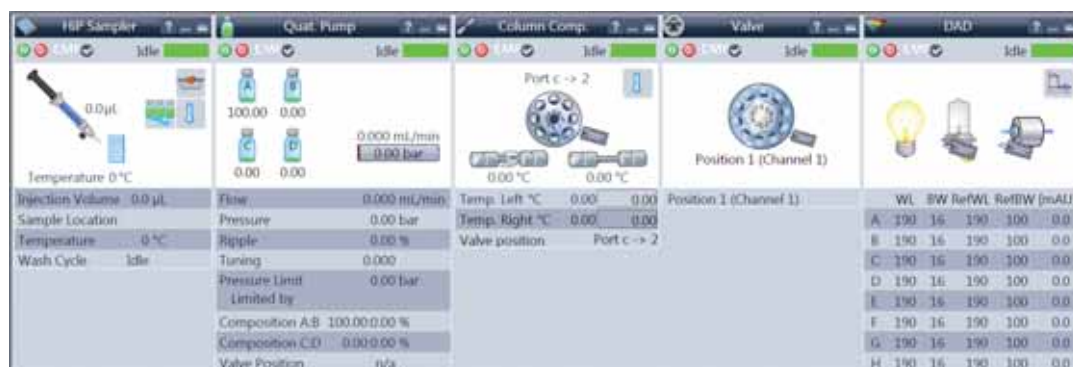 HiP Sampler ?
EMF Idle
0.0µL
Temperature 0 °C
Injection Volume 0.0 µL
Sample Location
Temperature 0 °C
Wash Cycle Idle
Quat. Pump ?
EMF Idle
A B
100.00 0.00
C D
0.00 0.00
0.000 mL/min
0.00 bar
Flow 0.000 mL/min
Pressure 0.00 bar
Ripple 0.00 %
Tuning 0.000
Pressure Limit 0.00 bar
Limited by
Composition A:B 100.00:0.00 %
Composition C:D 0.00:0.00 %
Valve Position n/a
Column Comp. ?
EMF Idle
Port c -> 2
0.00 °C 0.00 °C
Temp. Left °C 0.00 0.00
Temp. Right °C 0.00 0.00
Valve position Port c -> 2
Valve ?
EMF Idle
Position 1 (Channel 1)
Position 1 (Channel 1)
DAD ?
EMF Idle
WL BW RefWL RefBW [mAU]
A 190 16 190 100 0.0
B 190 16 190 100 0.0
C 190 16 190 100 0.0
D 190 16 190 100 0.0
E 190 16 190 100 0.0
F 190 16 190 100 0.0
G 190 16 190 100 0.0
H 190 16 190 100 0.0